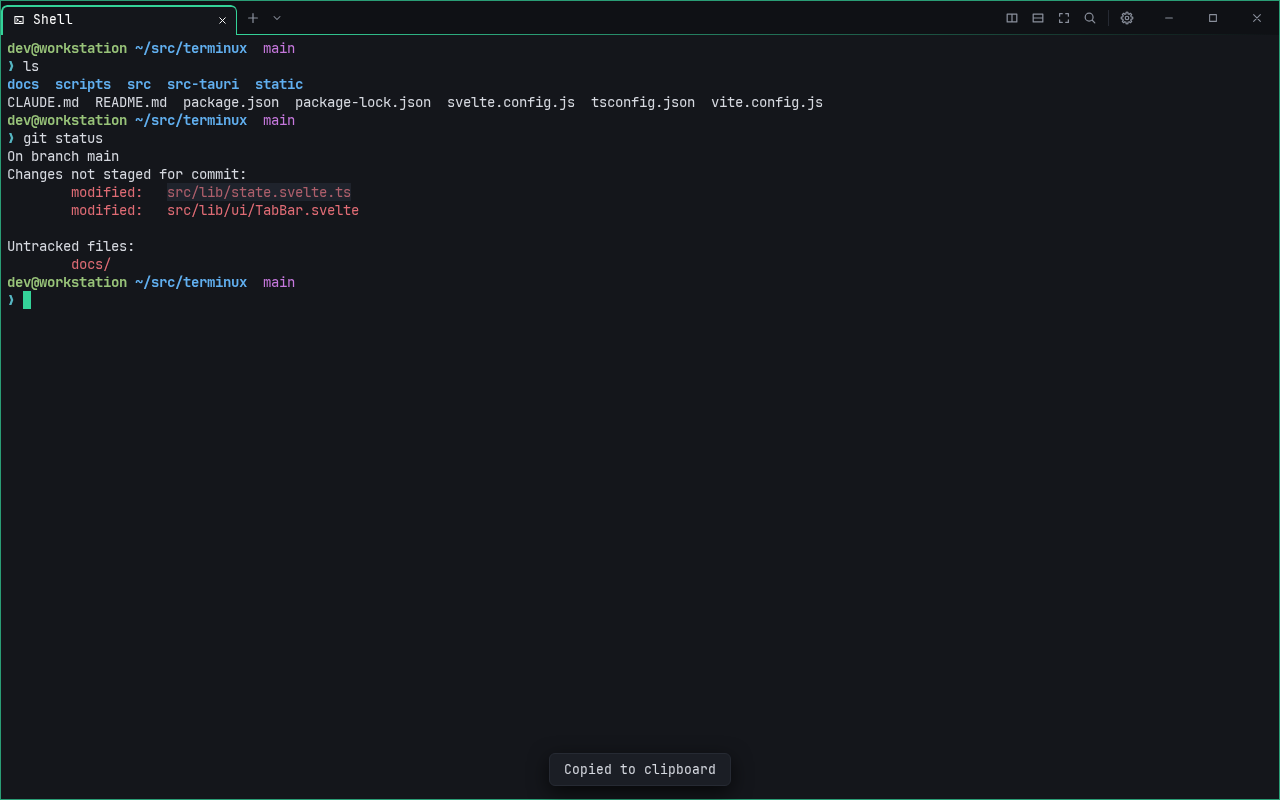 Shell
dev@workstation ~/src/terminux  main
❯ ls
docs  scripts  src  src-tauri  static
CLAUDE.md  README.md  package.json  package-lock.json  svelte.config.js  tsconfig.json  vite.config.js
dev@workstation ~/src/terminux  main
❯ git status
On branch main
Changes not staged for commit:
        modified:   src/lib/state.svelte.ts
        modified:   src/lib/ui/TabBar.svelte
Untracked files:
        docs/
dev@workstation ~/src/terminux  main
❯
Copied to clipboard